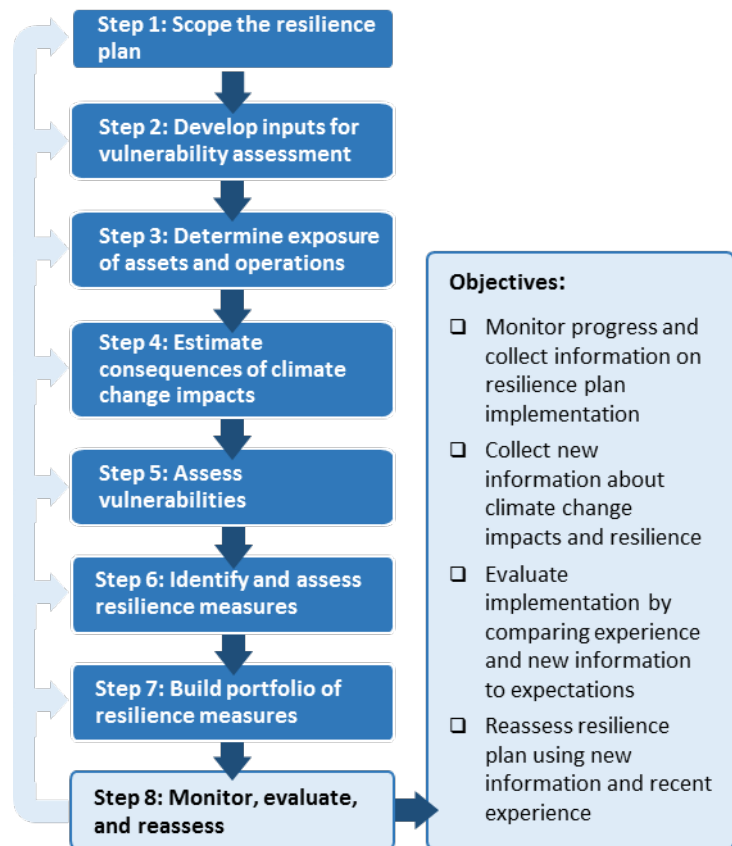 Step 1: Scope the resilience
plan
Step 2: Develop inputs for
vulnerability assessment
Step 3: Determine exposure
of assets and operations
Step 4: Estimate
consequences of climate
change impacts
Step 5: Assess
vulnerabilities
Step 6: Identify and assess
resilience measures
Step 7: Build portfolio of
resilience measures
Step 8: Monitor, evaluate,
and reassess
Objectives:
❑ Monitor progress and
collect information on
resilience plan
implementation
❑ Collect new
information about
climate change
impacts and resilience
❑ Evaluate
implementation by
comparing experience
and new information
to expectations
❑ Reassess resilience
plan using new
information and recent
experience